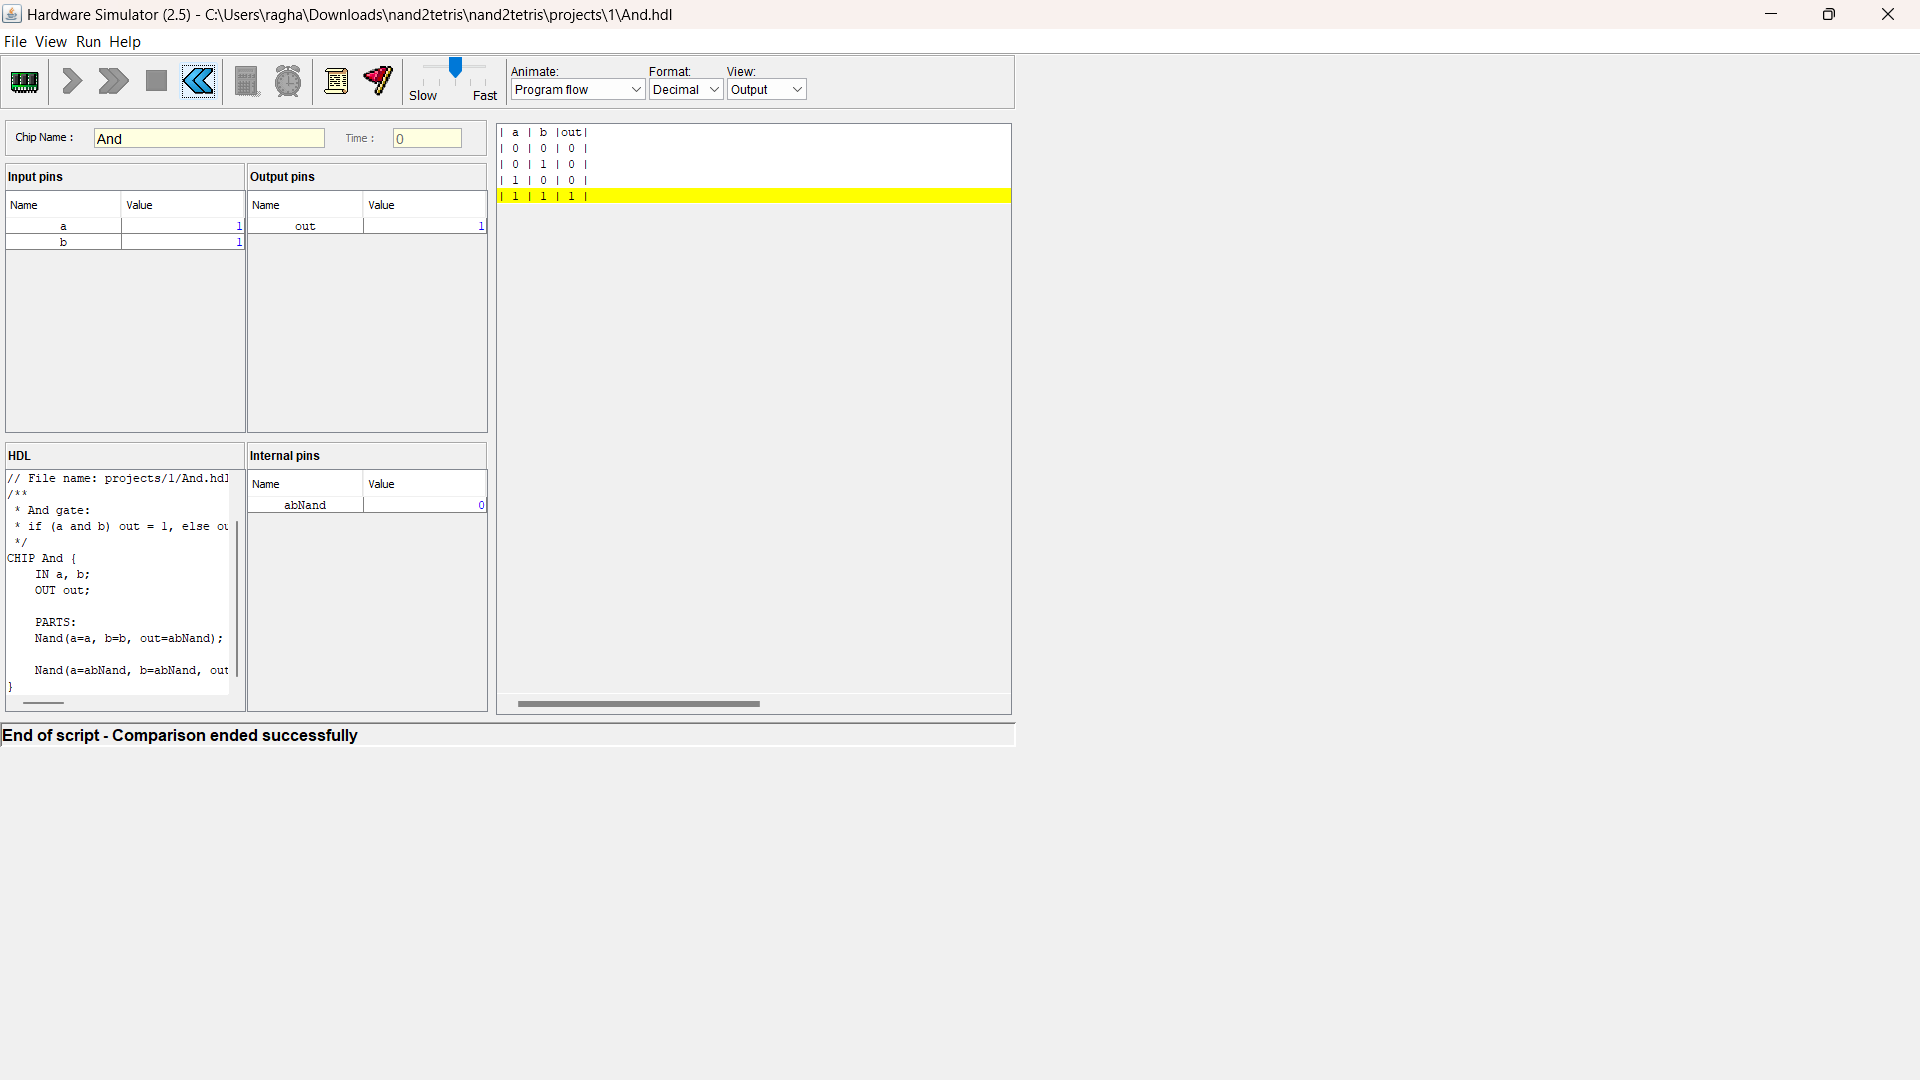 Hardware Simulator (2.5) - C:\Users\ragha\Downloads\nand2tetris\nand2tetris\projects\1\And.hdl
File View Run Help
Animate: Format: View:
Slow Fast Program flow Decimal Output
Chip Name : And Time : 0
Input pins Output pins
Name Value Name Value
a 1 out 1
b 1
| a | b |out|
| 0 | 0 | 0 |
| 0 | 1 | 0 |
| 1 | 0 | 0 |
| 1 | 1 | 1 |
HDL
// File name: projects/1/And.hdl
/**
* And gate:
* if (a and b) out = 1, else ou
*/
CHIP And {
IN a, b;
OUT out;
PARTS:
Nand(a=a, b=b, out=abNand);
Nand(a=abNand, b=abNand, out
}
Internal pins
Name Value
abNand 0
End of script - Comparison ended successfully